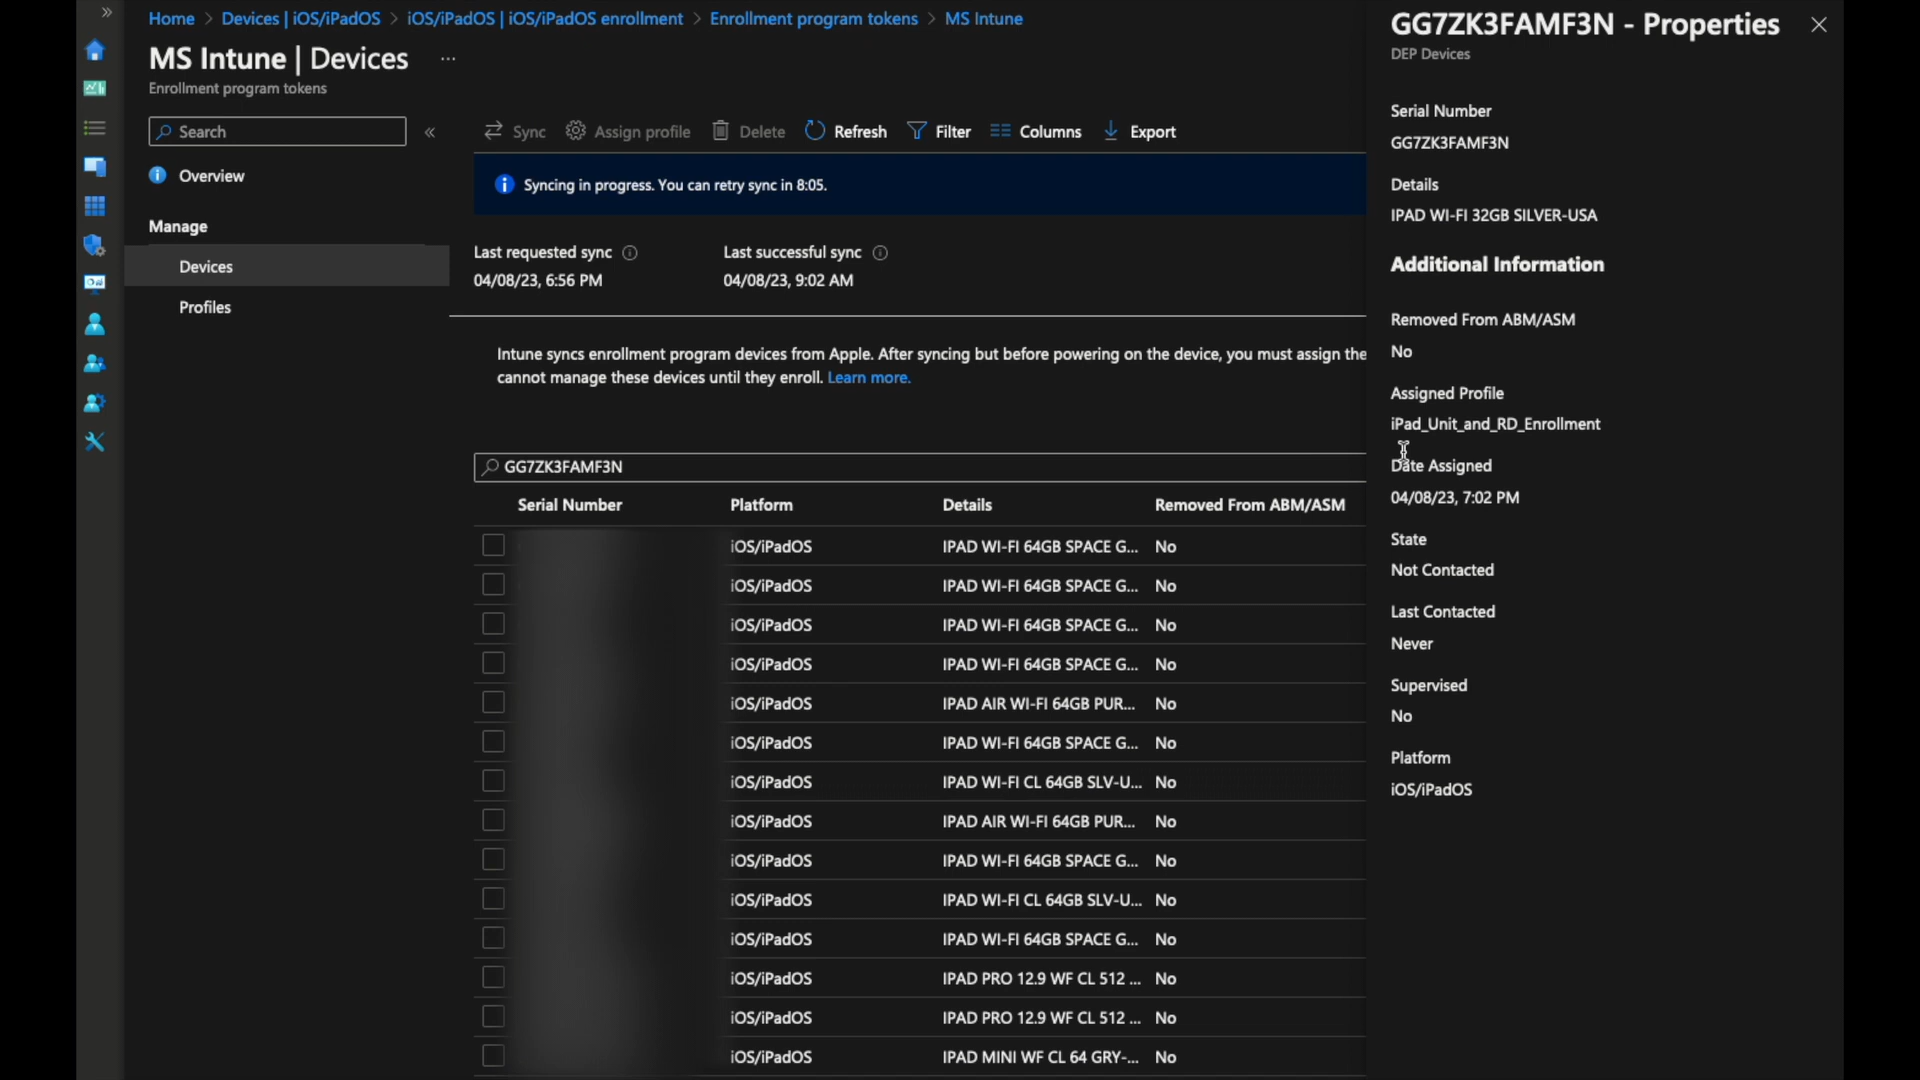 Home > Devices | iOS/iPadOS > iOS/iPadOS | iOS/iPadOS enrollment > Enrollment program tokens > MS Intune
MS Intune | Devices ...
Enrollment program tokens
Search
Overview
Manage
Devices
Profiles
Sync Assign profile Delete Refresh Filter Columns Export
Syncing in progress. You can retry sync in 8:05.
Last requested sync Last successful sync
04/08/23, 6:56 PM 04/08/23, 9:02 AM
Intune syncs enrollment program devices from Apple. After syncing but before powering on the device, you must assign the
cannot manage these devices until they enroll. Learn more.
GG7ZK3FAMF3N
Serial Number Platform Details Removed From ABM/ASM
iOS/iPadOS IPAD WI-FI 64GB SPACE G... No
iOS/iPadOS IPAD WI-FI 64GB SPACE G... No
iOS/iPadOS IPAD WI-FI 64GB SPACE G... No
iOS/iPadOS IPAD WI-FI 64GB SPACE G... No
iOS/iPadOS IPAD AIR WI-FI 64GB PUR... No
iOS/iPadOS IPAD WI-FI 64GB SPACE G... No
iOS/iPadOS IPAD WI-FI CL 64GB SLV-U... No
iOS/iPadOS IPAD AIR WI-FI 64GB PUR... No
iOS/iPadOS IPAD WI-FI 64GB SPACE G... No
iOS/iPadOS IPAD WI-FI CL 64GB SLV-U... No
iOS/iPadOS IPAD WI-FI 64GB SPACE G... No
iOS/iPadOS IPAD PRO 12.9 WF CL 512 ... No
iOS/iPadOS IPAD PRO 12.9 WF CL 512 ... No
iOS/iPadOS IPAD MINI WF CL 64 GRY-... No
GG7ZK3FAMF3N - Properties
DEP Devices
Serial Number
GG7ZK3FAMF3N
Details
IPAD WI-FI 32GB SILVER-USA
Additional Information
Removed From ABM/ASM
No
Assigned Profile
iPad_Unit_and_RD_Enrollment
Date Assigned
04/08/23, 7:02 PM
State
Not Contacted
Last Contacted
Never
Supervised
No
Platform
iOS/iPadOS